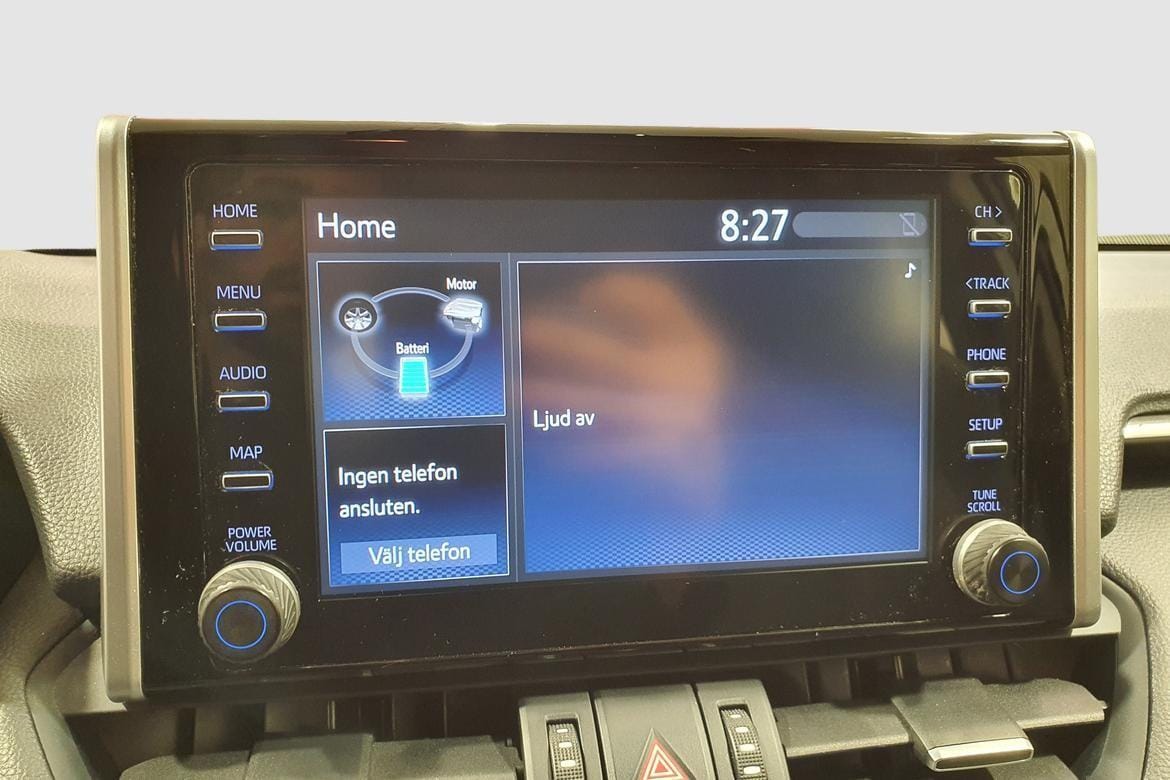 HOME
MENU
AUDIO
MAP
POWER
VOLUME
Home
8:27
Motor
Batteri
Ingen telefon
ansluten.
Välj telefon
Ljud av
CH >
<TRACK
PHONE
SETUP
TUNE
SCROLL